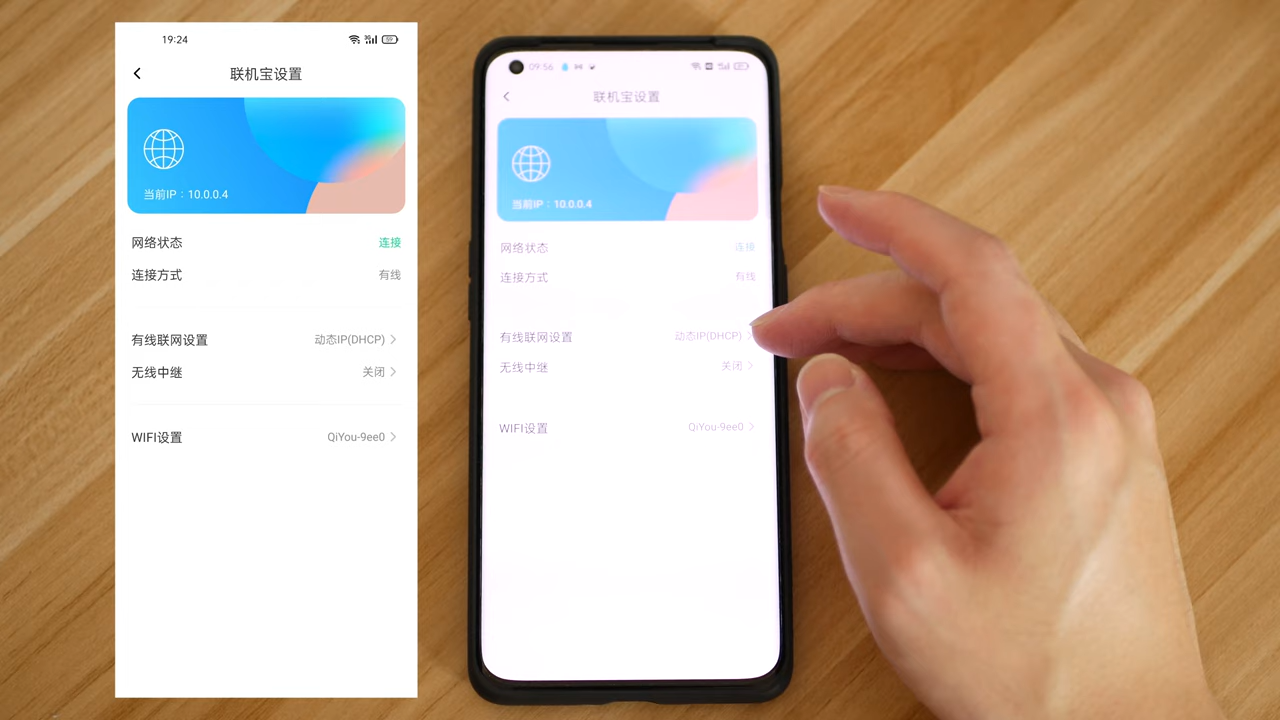 19:24
联机宝设置
当前IP：10.0.0.4
网络状态 连接
连接方式 有线
有线联网设置 动态IP(DHCP)
无线中继 关闭
WIFI设置 QiYou-9ee0
09:56
联机宝设置
当前IP：10.0.0.4
网络状态 连接
连接方式 有线
有线联网设置 动态IP(DHCP)
无线中继 关闭
WIFI设置 QiYou-9ee0